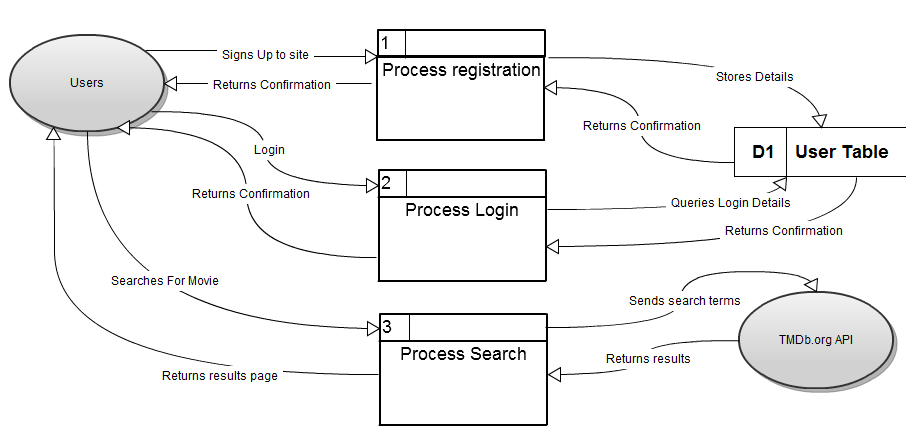 1
Process registration
Users
Signs Up to site
Returns Confirmation
Stores Details
Returns Confirmation
D1 User Table
Login
Returns Confirmation
2
Process Login
Queries Login Details
Returns Confirmation
Searches For Movie
3
Process Search
Sends search terms
TMDb.org API
Returns results
Returns results page